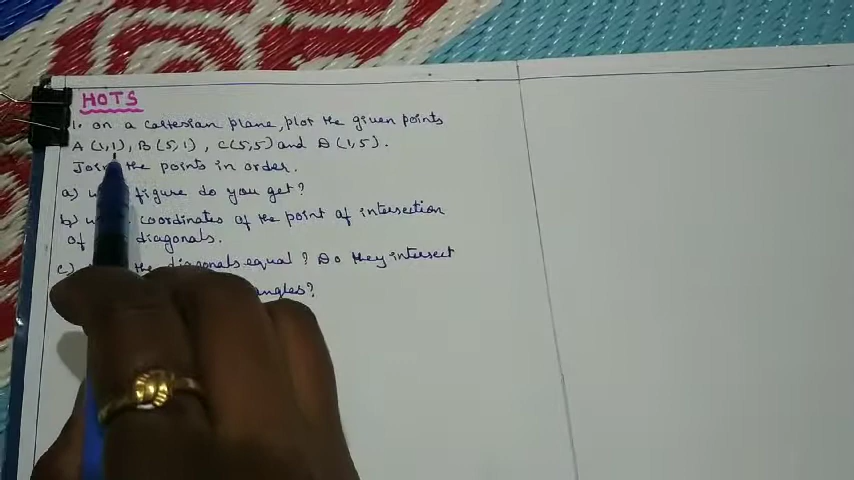 HOTS
1. On a cartesian plane, plot the given points
A (1,1), B (5,1), C(5,5) and D (1,5).
Join the points in order.
a) figure do you get?
b) coordinates of the point of intersection
of diagonals.
c) the diagonals equal? Do they intersect
angles?